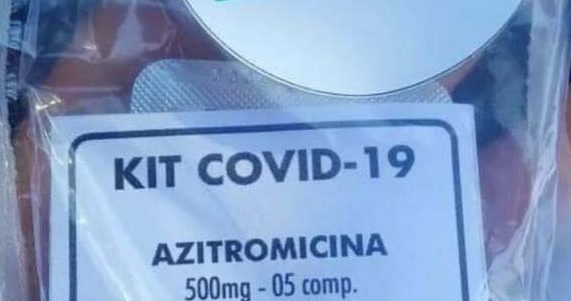 KIT COVID-19
AZITROMICINA
500mg - 05 comp.